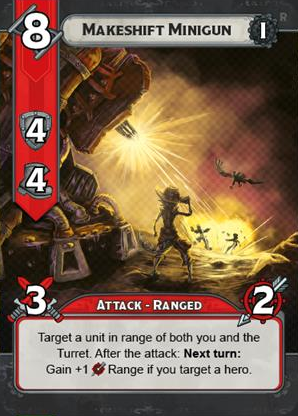 8
MAKESHIFT MINIGUN
I
R
4
4
3
ATTACK - RANGED
2
Target a unit in range of both you and the
Turret. After the attack: Next turn:
Gain +1 Range if you target a hero.